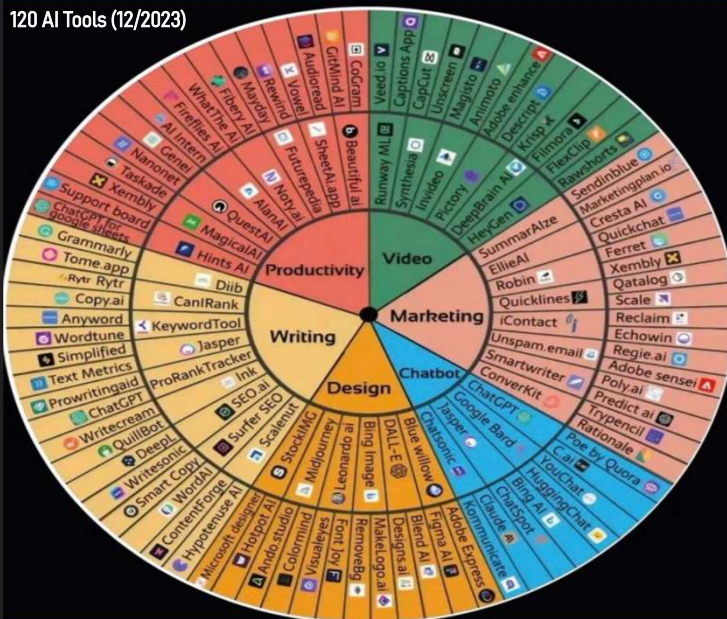 120 AI Tools (12/2023)
Productivity
Video
Marketing
Chatbot
Design
Writing
Hints AI
MagicalAI
QuestAI
AlanAI
Notu.ai
Futurepedia
SheetAI.app
Beautiful ai
ChatGPT for
google sheets
Support board
Xembly
Taskade
Nanonet
Genei
AI Intern
Fireflies AI
WhatThe AI
Fibery AI
Mayday
Rewind
Vowel
Audioread
GitMind AI
CoGram
Runway ML
Synthesia
Invideo
Pictory
DeepBrain AI
HeyGen
Veed.io
Captions App
CapCut
Unscreen
Magisto
Animoto
Adobe enhance
Descript
Krisp
Filmora
FlexClip
Rawshorts
SummarAIze
EllieAI
Robin
Quicklines
iContact
Unspam.email
Smartwriter
ConverKit
Sendinblue
Marketingplan.io
Cresta AI
Quickchat
Ferret
Xembly
Qatalog
Scale
Reclaim
Echowin
Regie.ai
Adobe sensei
Poly.ai
Predict ai
Trypencil
Rationale
ChatGPT
Google Bard
Jasper
Chatsonic
Poe by Quora
C.ai
YouChat
HuggingChat
Bing AI
ChatSpot
Claude
Kommunicate
Blue willow
DALL-E
Bing Image
Leonardo ai
Midjourney
StockIMG
Adobe Express
Figma AI
Blend AI
Designs.ai
MakeLogo.ai
RemoveBg
Font Joy
Visualeyes
Colormind
Ando studio
Hotpot AI
Microsoft designer
Scalenut
Surfer SEO
SEO.ai
Ink
ProRankTracker
Jasper
KeywordTool
CanIRank
Diib
Hypotenuse AI
ContentForge
WordAI
Smart Copy
Writesonic
DeepL
QuillBot
Writecream
ChatGPT
Prowritingaid
Text Metrics
Simplified
Wordtune
Anyword
Copy.ai
Rytr Rytr
Tome.app
Grammarly